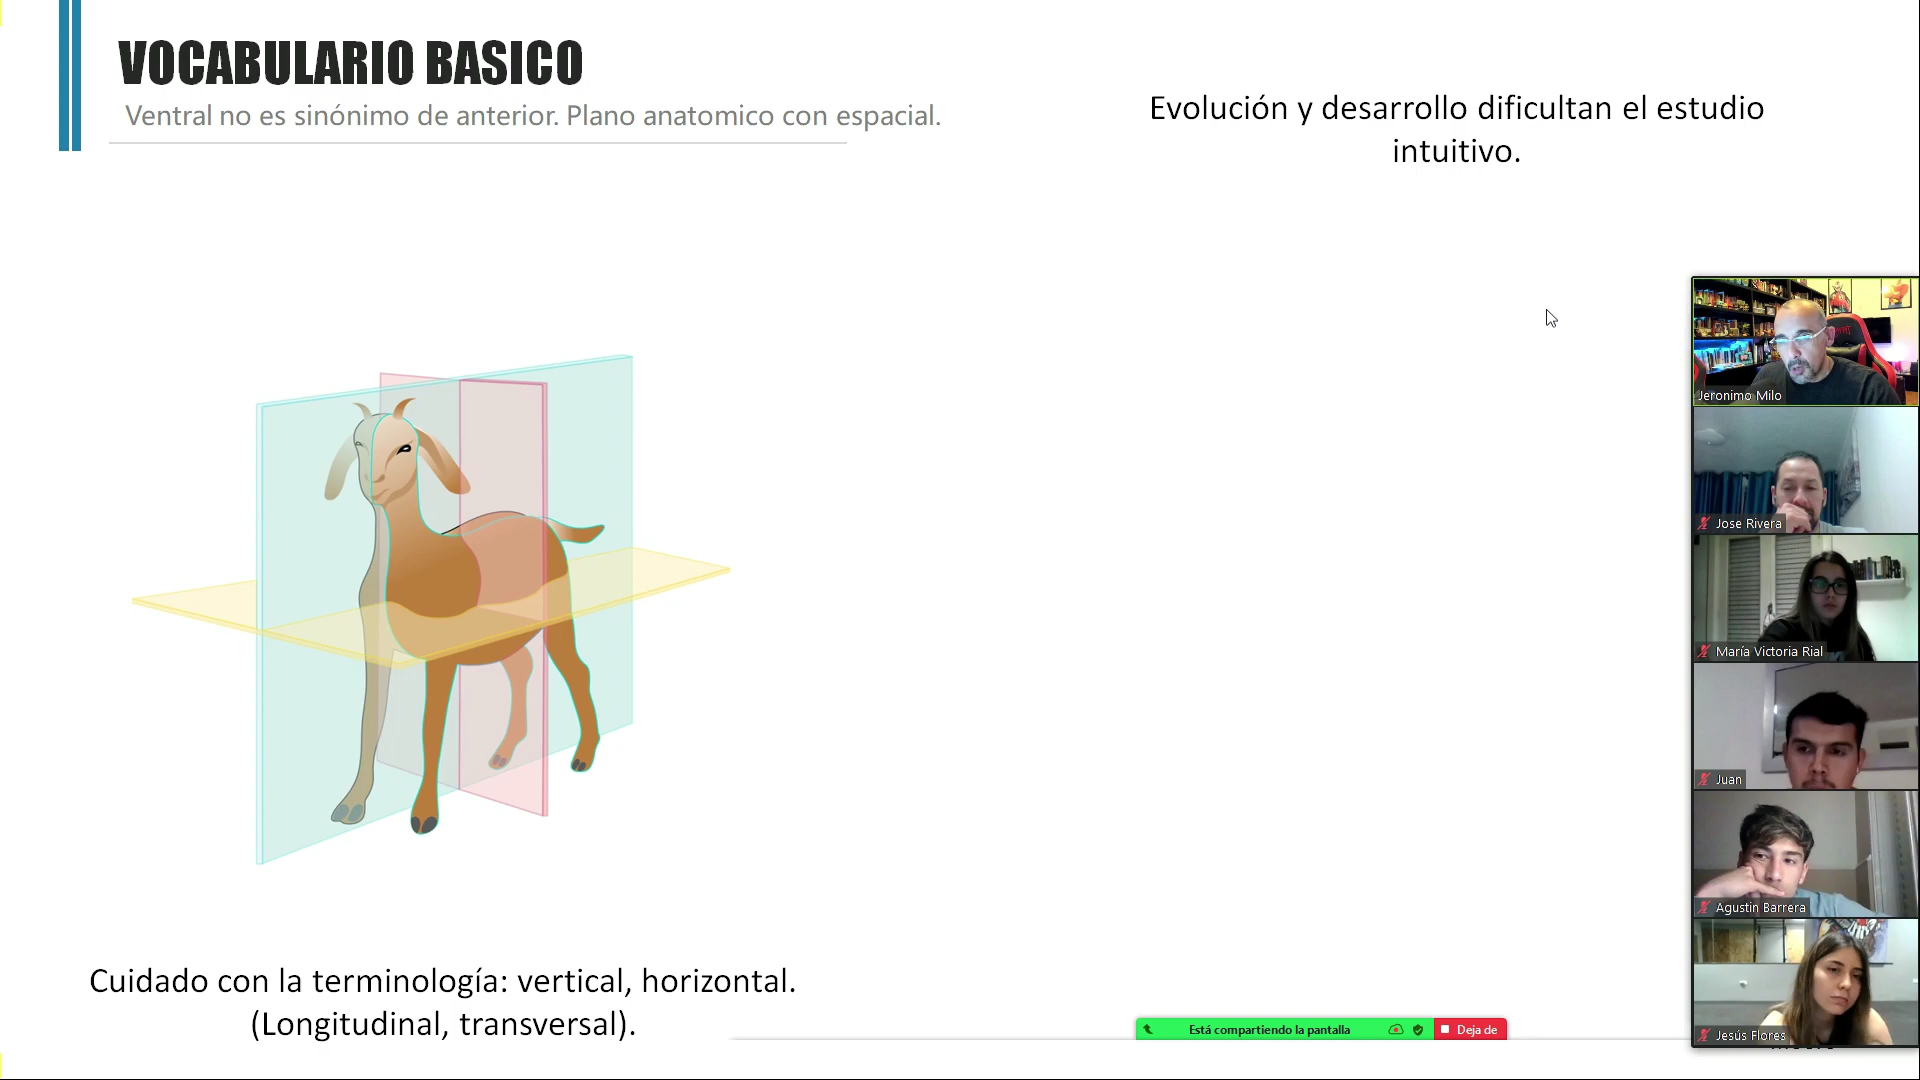 VOCABULARIO BASICO
Ventral no es sinónimo de anterior. Plano anatomico con espacial.
Evolución y desarrollo dificultan el estudio
intuitivo.
Jeronimo Milo
Jose Rivera
María Victoria Rial
Juan
Agustin Barrera
Cuidado con la terminología: vertical, horizontal.
(Longitudinal, transversal).
Está compartiendo la pantalla
Deja de
Jesús Flores